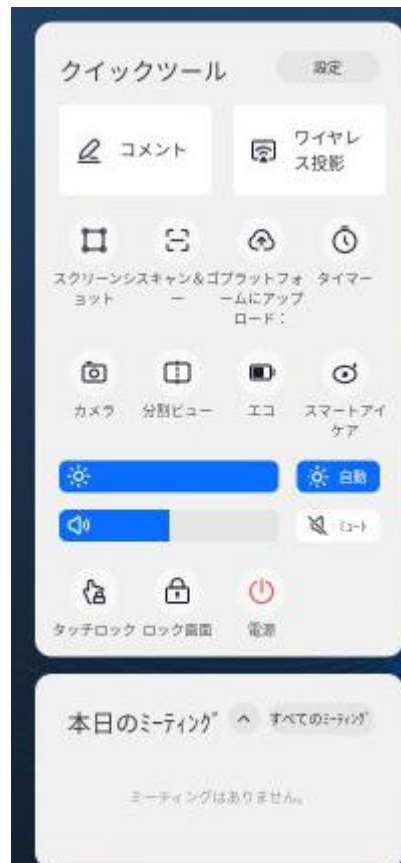 クイックツール
設定
コメント
ワイヤレ
ス投影
スクリーンシ
ョット
スキャン＆ゴ
ー
プラットフォ
ームにアップ
ロード：
タイマー
カメラ
分割ビュー
エコ
スマートアイ
ケア
自動
ﾐｭｰﾄ
タッチロック
ロック画面
電源
本日のﾐｰﾃｨﾝｸﾞ
すべてのﾐｰﾃｨﾝｸﾞ
ミーティングはありません。